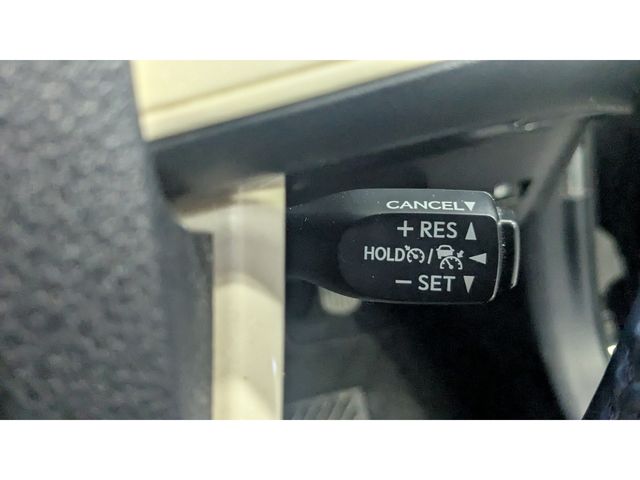 CANCEL▼
+ RES ▲
HOLD / ◀
− SET ▼